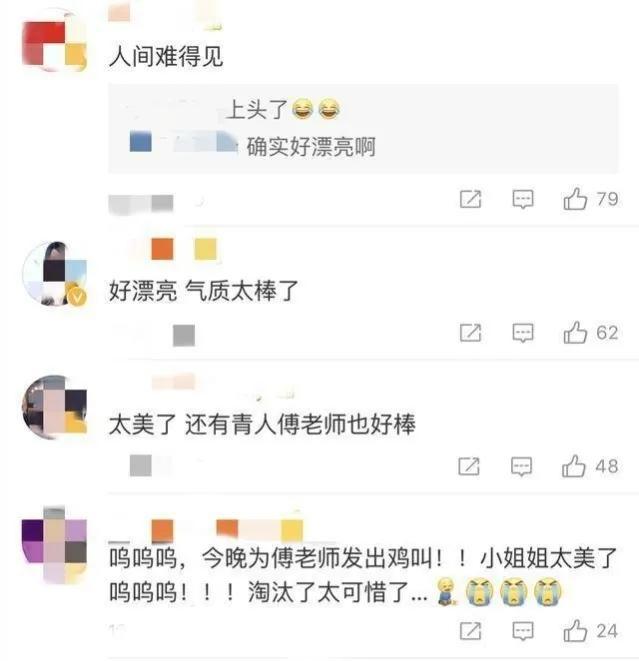 人间难得见
上头了😂😂
确实好漂亮啊
79
好漂亮 气质太棒了
62
太美了 还有青人傅老师也好棒
48
呜呜呜，今晚为傅老师发出鸡叫！！小姐姐太美了
呜呜呜！！！淘汰了太可惜了...😭😭😭
24